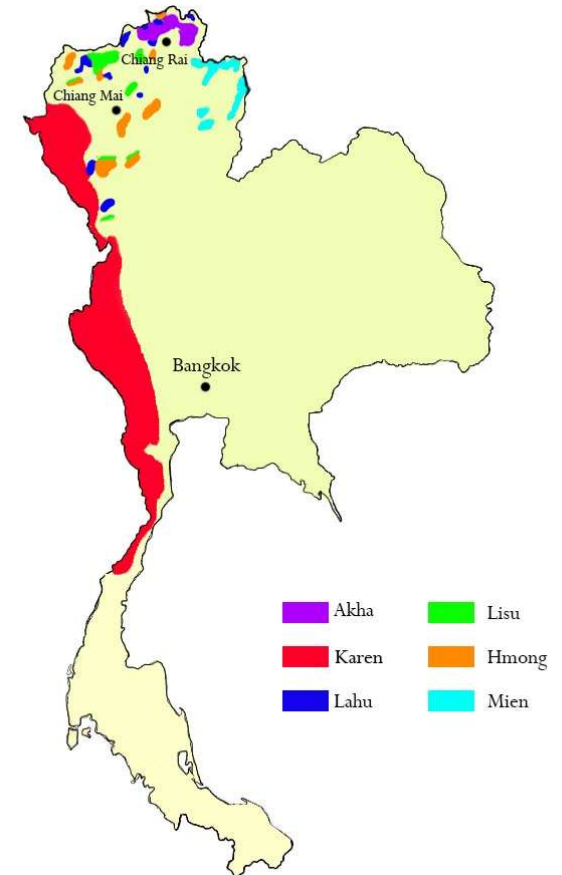 Chiang Rai
Chiang Mai
Bangkok
Akha
Lisu
Karen
Hmong
Lahu
Mien